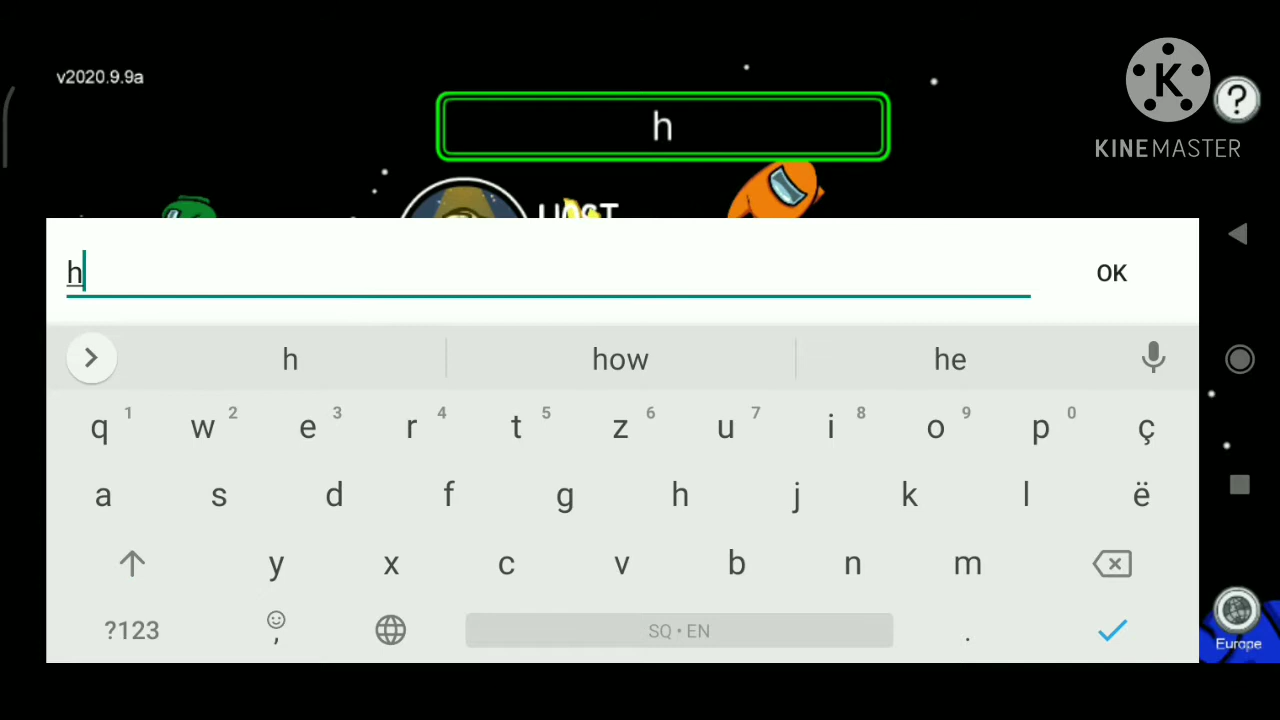 v2020.9.9a
h
?
K
KINEMASTER
HOST
h
OK
h how he
q 1 w 2 e 3 r 4 t 5 z 6 u 7 i 8 o 9 p 0 ç
a s d f g h j k l ë
y x c v b n m
?123 , SQ • EN .
Europe